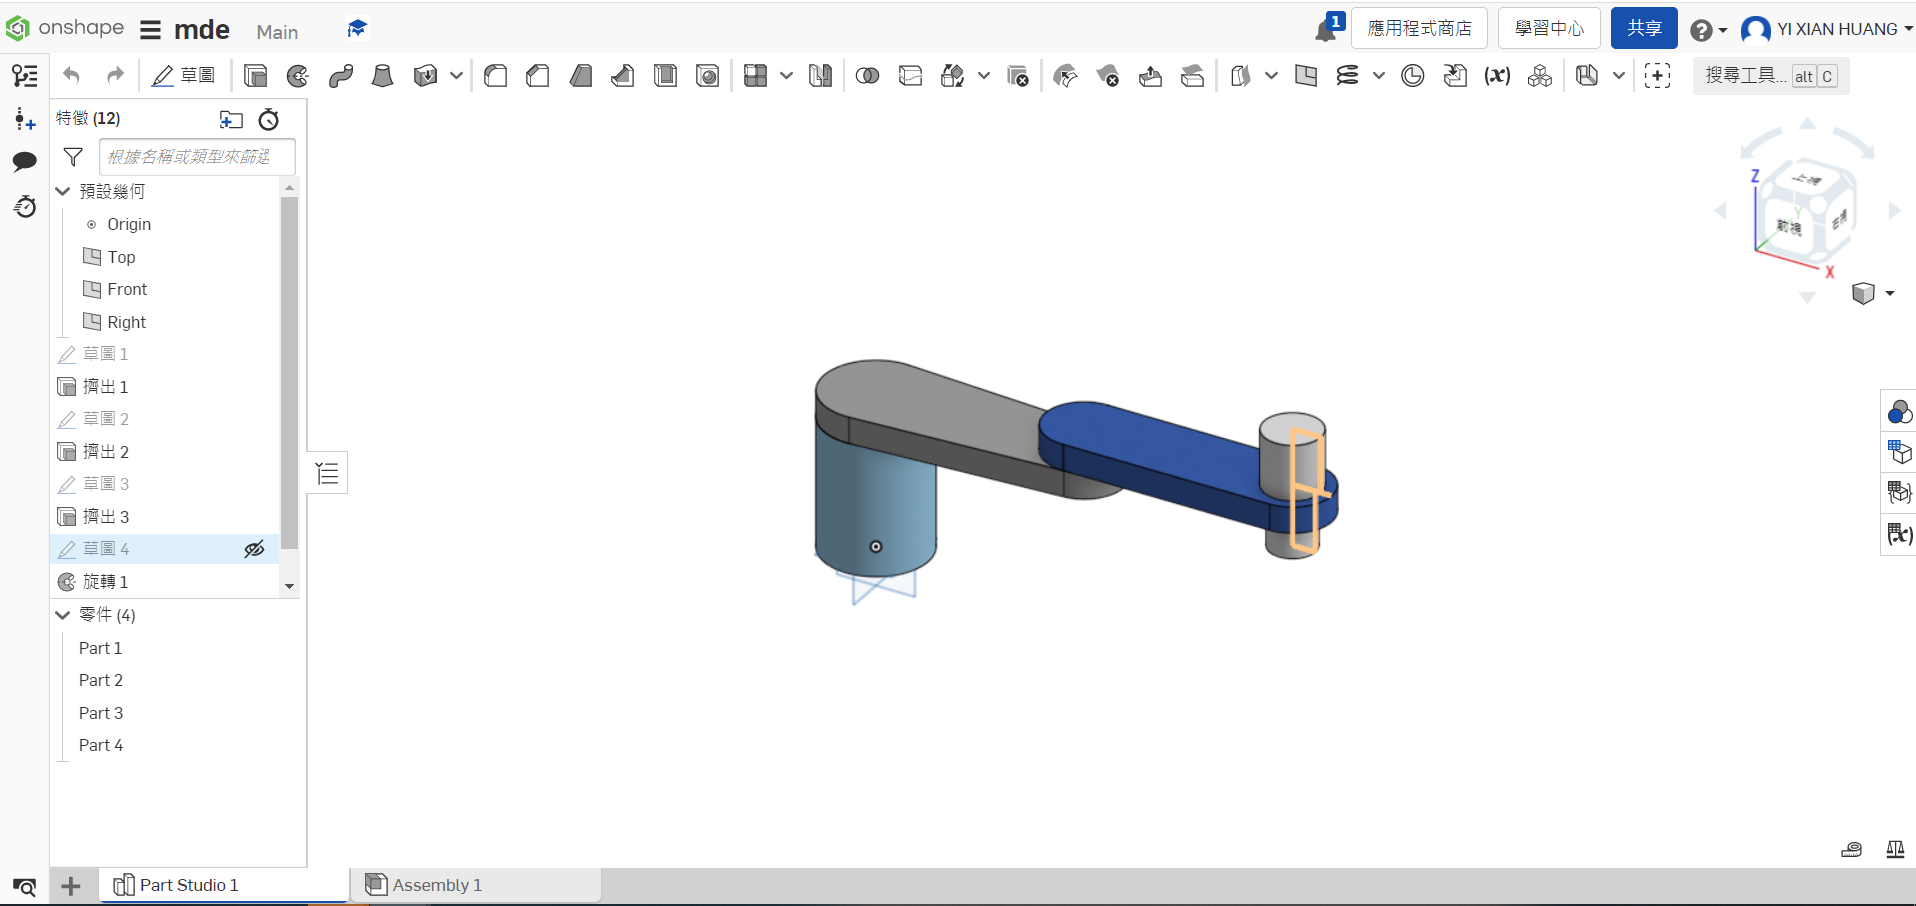 onshape mde Main 1 應用程式商店 學習中心 共享 YI XIAN HUANG
草圖 搜尋工具... alt C
特徵 (12)
根據名稱或類型來篩選
預設幾何
Origin
Top
Front
Right
草圖 1
擠出 1
草圖 2
擠出 2
草圖 3
擠出 3
草圖 4
旋轉 1
零件 (4)
Part 1
Part 2
Part 3
Part 4
Z
上視
Y
前視
右視
X
Part Studio 1
Assembly 1